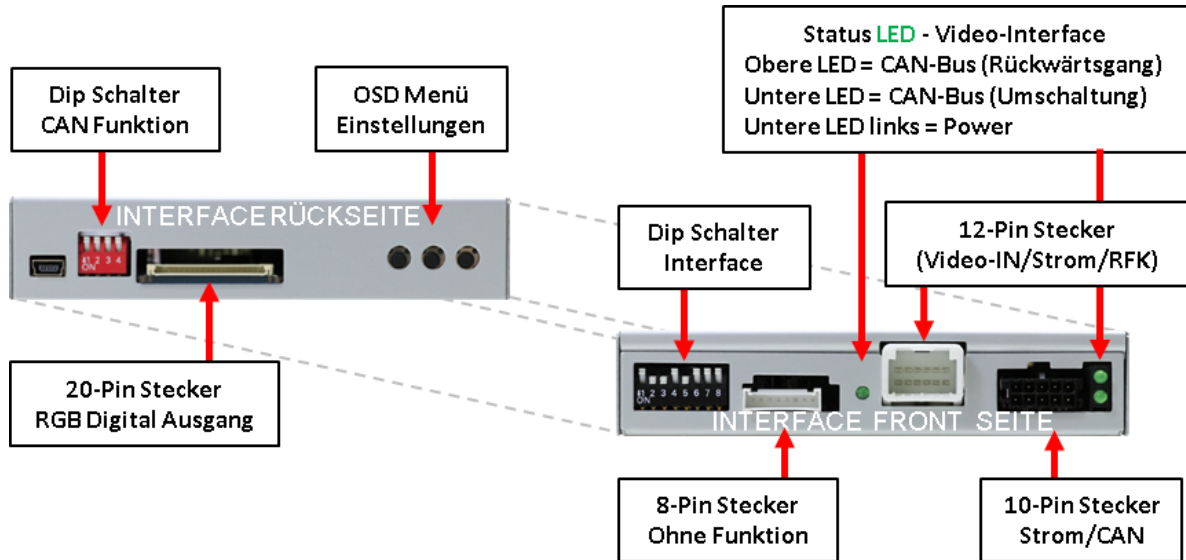 Status LED - Video-Interface
Obere LED = CAN-Bus (Rückwärtsgang)
Untere LED = CAN-Bus (Umschaltung)
Untere LED links = Power
Dip Schalter
CAN Funktion
OSD Menü
Einstellungen
INTERFACE RÜCKSEITE
1 2 3 4
ON
Dip Schalter
Interface
12-Pin Stecker
(Video-IN/Strom/RFK)
20-Pin Stecker
RGB Digital Ausgang
1 2 3 4 5 6 7 8
ON
INTERFACE FRONT SEITE
8-Pin Stecker
Ohne Funktion
10-Pin Stecker
Strom/CAN